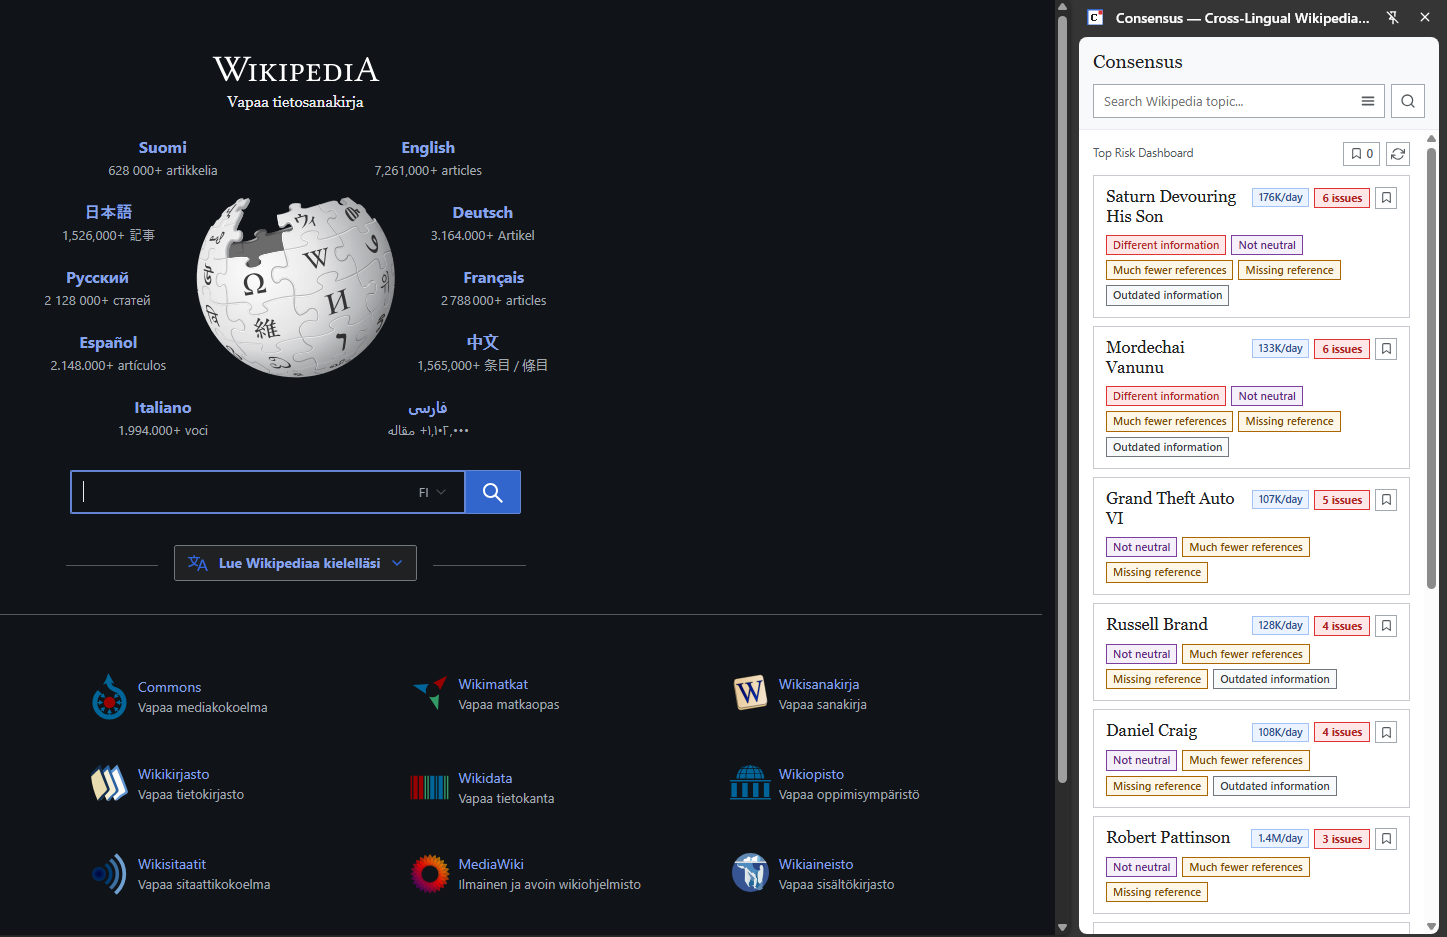 WIKIPEDIA
Vapaa tietosanakirja
Suomi
628 000+ artikkelia
English
7,261,000+ articles
日本語
1,526,000+ 記事
Deutsch
3.164.000+ Artikel
Русский
2 128 000+ статей
Français
2 788 000+ articles
Español
2.148.000+ artículos
中文
1,565,000+ 条目 / 條目
Italiano
1.994.000+ voci
فارسی
۱٬۱۰۲٬۰۰۰+ مقاله
Ω
W
И
維
ウィ
7
FI
Lue Wikipediaa kielelläsi
Commons
Vapaa mediakokoelma
Wikimatkat
Vapaa matkaopas
W
Wikisanakirja
Vapaa sanakirja
Wikikirjasto
Vapaa tietokirjasto
Wikidata
Vapaa tietokanta
Wikiopisto
Vapaa oppimisympäristö
Wikisitaatit
Vapaa sitaattikokoelma
MediaWiki
Ilmainen ja avoin wikiohjelmisto
Wikiaineisto
Vapaa sisältökirjasto
C Consensus — Cross-Lingual Wikipedia...
Consensus
Search Wikipedia topic...
Top Risk Dashboard
0
Saturn Devouring His Son
176K/day
6 issues
Different information
Not neutral
Much fewer references
Missing reference
Outdated information
Mordechai Vanunu
133K/day
6 issues
Different information
Not neutral
Much fewer references
Missing reference
Outdated information
Grand Theft Auto VI
107K/day
5 issues
Not neutral
Much fewer references
Missing reference
Russell Brand
128K/day
4 issues
Not neutral
Much fewer references
Missing reference
Outdated information
Daniel Craig
108K/day
4 issues
Not neutral
Much fewer references
Missing reference
Outdated information
Robert Pattinson
1.4M/day
3 issues
Not neutral
Much fewer references
Missing reference